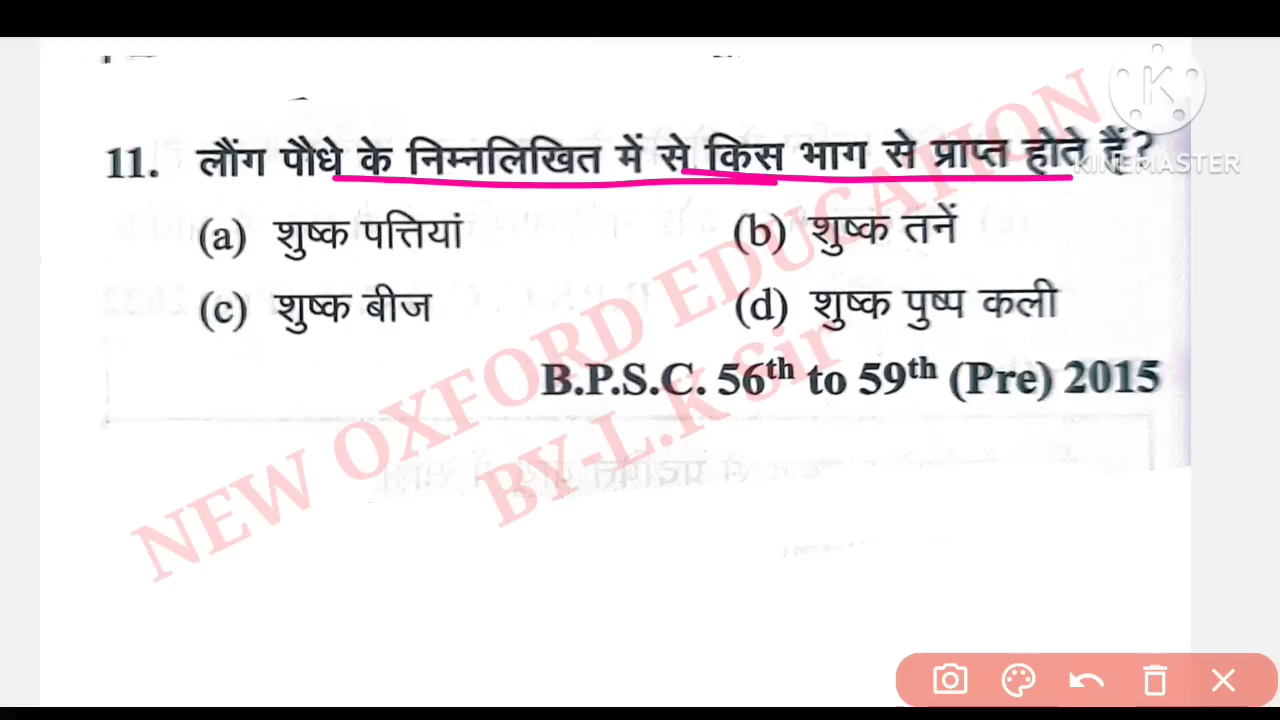 11. लौंग पौधे के निम्नलिखित में से किस भाग से प्राप्त होते हैं?
(a) शुष्क पत्तियां (b) शुष्क तनें
(c) शुष्क बीज (d) शुष्क पुष्प कली
B.P.S.C. 56th to 59th (Pre) 2015
NEW OXFORD EDUCATION
BY-L.K Sir
KINEMASTER